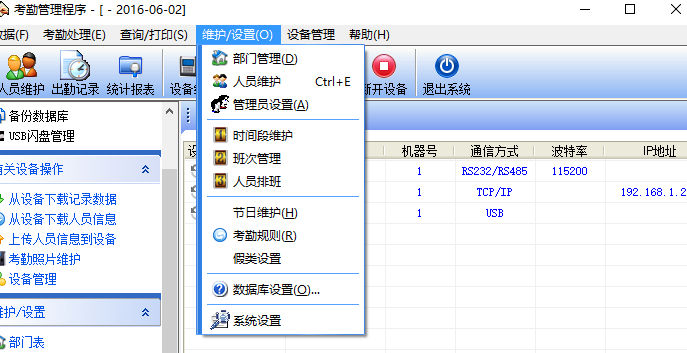 考勤管理程序 - [ - 2016-06-02]
据(F) 考勤处理(E) 查询/打印(S) 维护/设置(O) 设备管理 帮助(H)
人员维护 出勤记录 统计报表 设备 断开设备 退出系统
部门管理(D)
人员维护 Ctrl+E
管理员设置(A)
时间段维护
班次管理
人员排班
节日维护(H)
考勤规则(R)
假类设置
数据库设置(O)...
系统设置
备份数据库
USB闪盘管理
有关设备操作
从设备下载记录数据
从设备下载人员信息
上传人员信息到设备
考勤照片维护
设备管理
维护/设置
部门表
机器号 通信方式 波特率 IP地址
1 RS232/RS485 115200
1 TCP/IP 192.168.1.2
1 USB